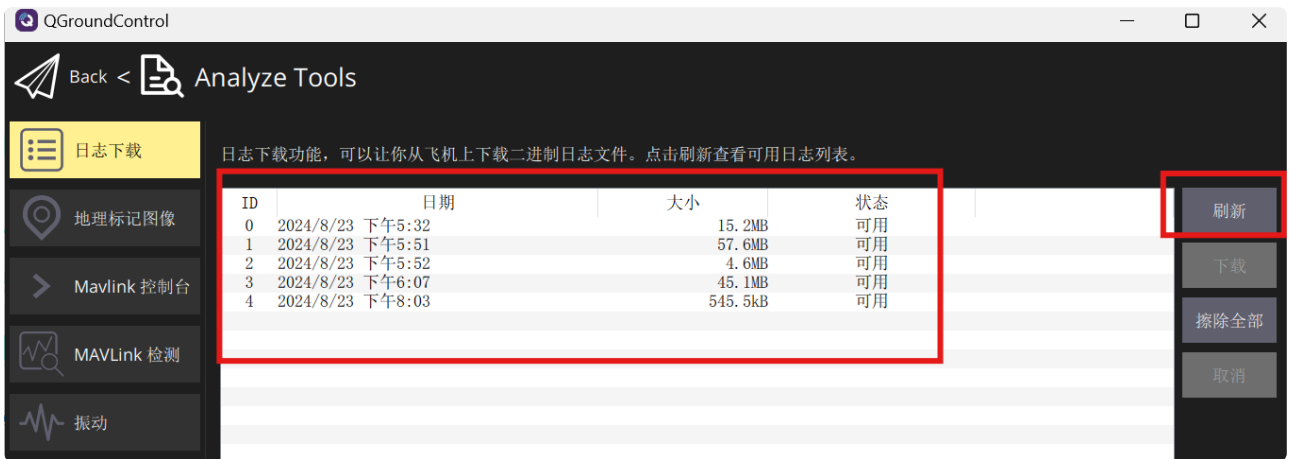 QGroundControl
Back < Analyze Tools
日志下载
日志下载功能，可以让你从飞机上下载二进制日志文件。点击刷新查看可用日志列表。
ID 日期 大小 状态
0 2024/8/23 下午5:32 15.2MB 可用
1 2024/8/23 下午5:51 57.6MB 可用
2 2024/8/23 下午5:52 4.6MB 可用
3 2024/8/23 下午6:07 45.1MB 可用
4 2024/8/23 下午8:03 545.5kB 可用
地理标记图像
Mavlink 控制台
MAVLink 检测
振动
刷新
下载
擦除全部
取消